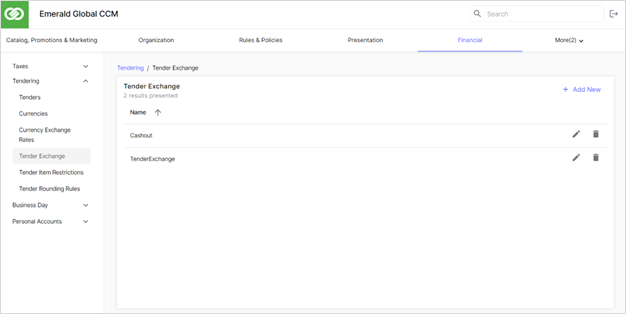 Emerald Global CCM
Search
Catalog, Promotions & Marketing Organization Rules & Policies Presentation Financial More(2)
Taxes
Tendering
Tenders
Currencies
Currency Exchange
Rates
Tender Exchange
Tender Item Restrictions
Tender Rounding Rules
Business Day
Personal Accounts
Tendering / Tender Exchange
Tender Exchange
2 results presented
+ Add New
Name
Cashout
TenderExchange